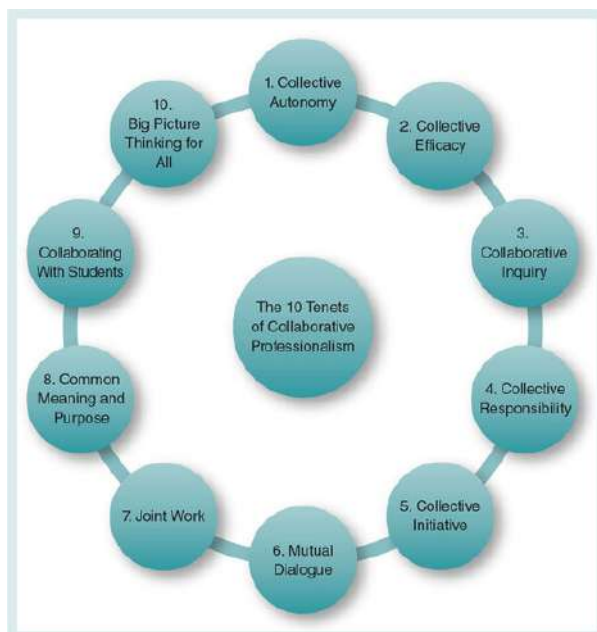 1. Collective
Autonomy
2. Collective
Efficacy
3.
Collaborative
Inquiry
4. Collective
Responsibility
5. Collective
Initiative
6. Mutual
Dialogue
7. Joint Work
8. Common
Meaning and
Purpose
9.
Collaborating
With Students
10.
Big Picture
Thinking for
All
The 10 Tenets
of Collaborative
Professionalism